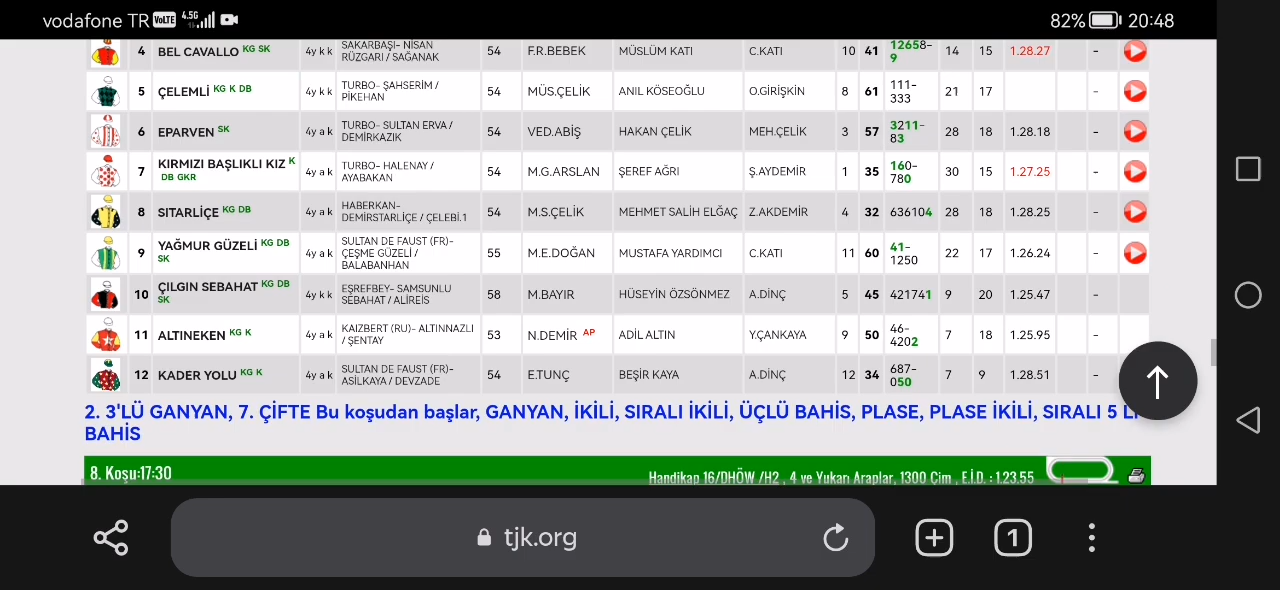 vodafone TR VoLTE 4.5G 82% 20:48
4 BEL CAVALLO KG SK 4y k k SAKARBAŞI- NİSAN RÜZGARI / SAĞANAK 54 F.R.BEBEK MÜSLÜM KATI C.KATI 10 41 12658-9 14 15 1.28.27 -
5 ÇELEMLİ KG K DB 4y k k TURBO- ŞAHSERİM / PİKEHAN 54 MÜS.ÇELİK ANIL KÖSEOĞLU O.GİRİŞKİN 8 61 111-333 21 17 -
6 EPARVEN SK 4y a k TURBO- SULTAN ERVA / DEMİRKAZIK 54 VED.ABİŞ HAKAN ÇELİK MEH.ÇELİK 3 57 3211-83 28 18 1.28.18 -
7 KIRMIZI BAŞLIKLI KIZ K DB GKR 4y a k TURBO- HALENAY / AYABAKAN 54 M.G.ARSLAN ŞEREF AĞRI Ş.AYDEMİR 1 35 160-780 30 15 1.27.25 -
8 SITARLİÇE KG DB 4y a k HABERKAN- DEMİRSTARLİÇE / ÇELEBİ.1 54 M.S.ÇELİK MEHMET SALİH ELĞAÇ Z.AKDEMİR 4 32 636104 28 18 1.28.25 -
9 YAĞMUR GÜZELİ KG DB SK 4y a k SULTAN DE FAUST (FR)- ÇEŞME GÜZELİ / BALABANHAN 55 M.E.DOĞAN MUSTAFA YARDIMCI C.KATI 11 60 41-1250 22 17 1.26.24 -
10 ÇILGIN SEBAHAT KG DB SK 4y k k EŞREFBEY- SAMSUNLU SEBAHAT / ALİREİS 58 M.BAYIR HÜSEYİN ÖZSÖNMEZ A.DİNÇ 5 45 421741 9 20 1.25.47 -
11 ALTINEKEN KG K 4y a k KAIZBERT (RU)- ALTINNAZLI / ŞENTAY 53 N.DEMİR AP ADİL ALTIN Y.ÇANKAYA 9 50 46-4202 7 18 1.25.95 -
12 KADER YOLU KG K 4y a k SULTAN DE FAUST (FR)- ASİLKAYA / DEVZADE 54 E.TUNÇ BEŞİR KAYA A.DİNÇ 12 34 687-050 7 9 1.28.51 -
2. 3'LÜ GANYAN, 7. ÇİFTE Bu koşudan başlar, GANYAN, İKİLİ, SIRALI İKİLİ, ÜÇLÜ BAHİS, PLASE, PLASE İKİLİ, SIRALI 5 Lİ
BAHİS
8. Koşu:17:30 Handikap 16/DHÖW /H2 , 4 ve Yukarı Araplar, 1300 Çim , E.İ.D. : 1.23.55
tjk.org 1